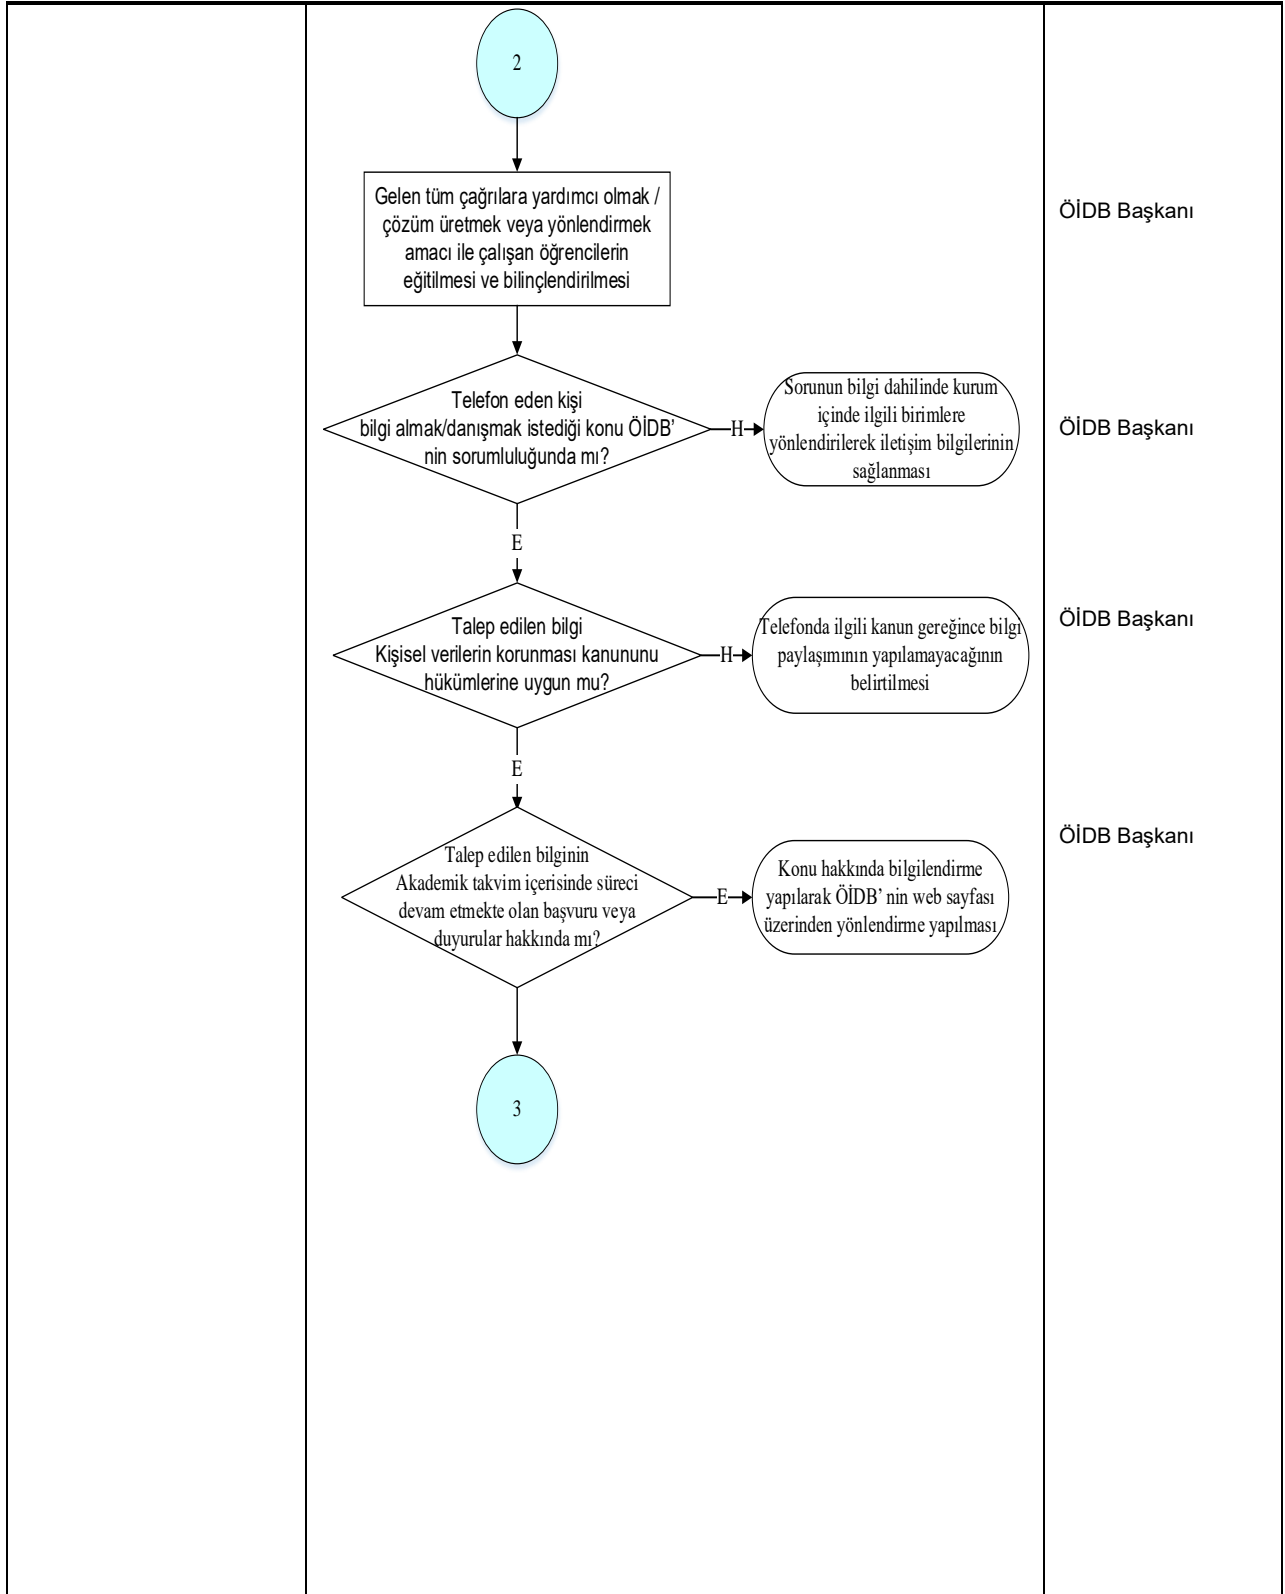 2
Gelen tüm çağrılara yardımcı olmak /
çözüm üretmek veya yönlendirmek
amacı ile çalışan öğrencilerin
eğitilmesi ve bilinçlendirilmesi
ÖİDB Başkanı
Telefon eden kişi
bilgi almak/danışmak istediği konu ÖİDB'
nin sorumluluğunda mı?
H
Sorunun bilgi dahilinde kurum
içinde ilgili birimlere
yönlendirilerek iletişim bilgilerinin
sağlanması
ÖİDB Başkanı
E
Talep edilen bilgi
Kişisel verilerin korunması kanununu
hükümlerine uygun mu?
H
Telefonda ilgili kanun gereğince bilgi
paylaşımının yapılamayacağının
belirtilmesi
ÖİDB Başkanı
E
Talep edilen bilginin
Akademik takvim içerisinde süreci
devam etmekte olan başvuru veya
duyurular hakkında mı?
E
Konu hakkında bilgilendirme
yapılarak ÖİDB' nin web sayfası
üzerinden yönlendirme yapılması
ÖİDB Başkanı
3